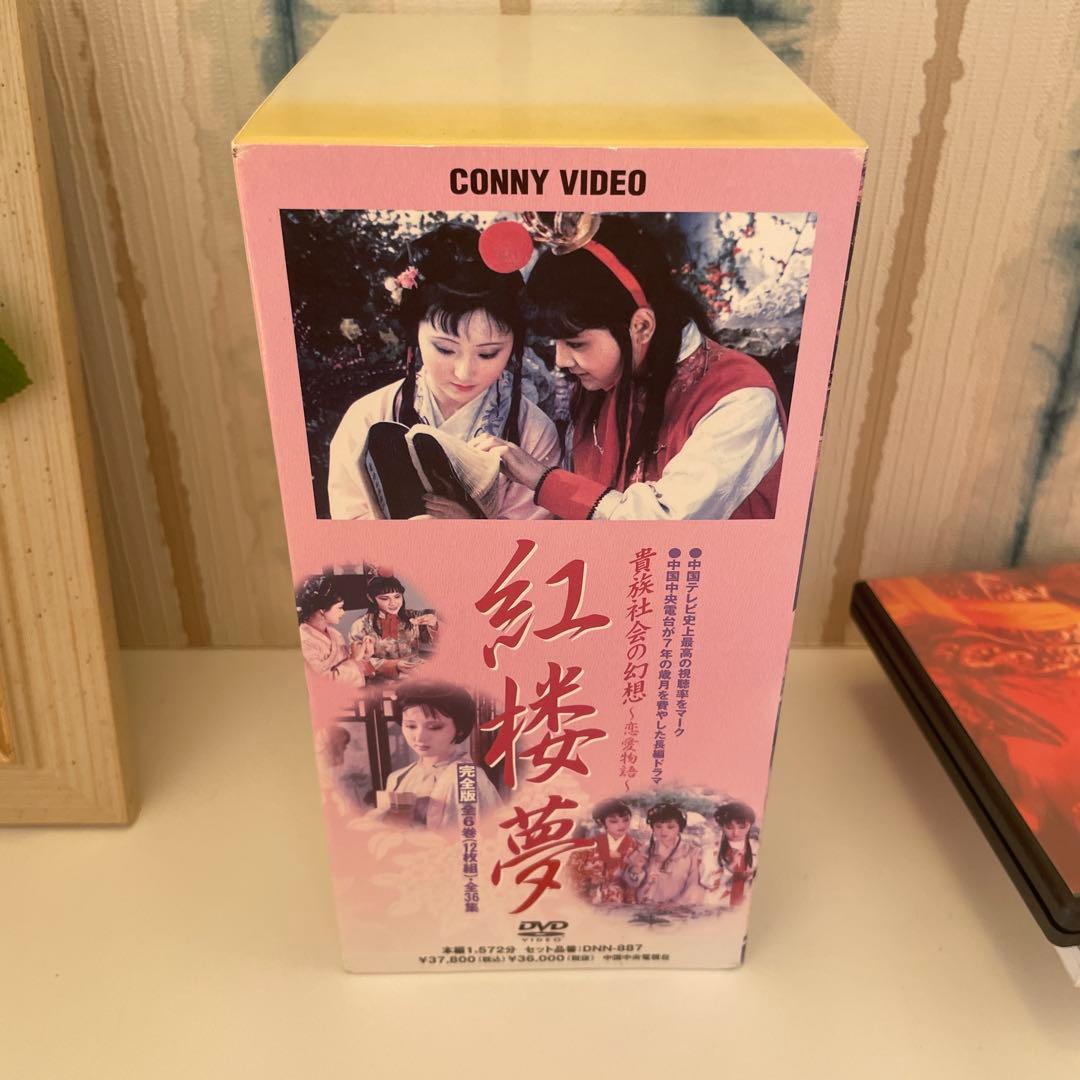 CONNY VIDEO
●中国テレビ史上最高の視聴率をマーク
●中国中央電台が7年の歳月を費やした長編ドラマ
貴族社会の幻想～恋愛物語～
紅楼夢
完全版 全6巻(12枚組)・全36集
DVD
VIDEO
本編1,572分 セット品番:DNN-887
¥37,800(税込) ¥36,000(税抜) 中国中央電視台